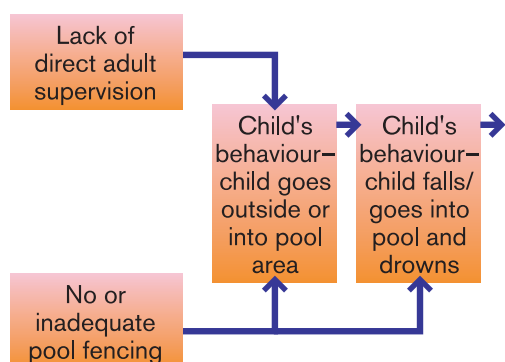 Lack of
direct adult
supervision
Child's
behaviour–
child goes
outside or
into pool
area
Child's
behaviour–
child falls/
goes into
pool and
drowns
No or
inadequate
pool fencing